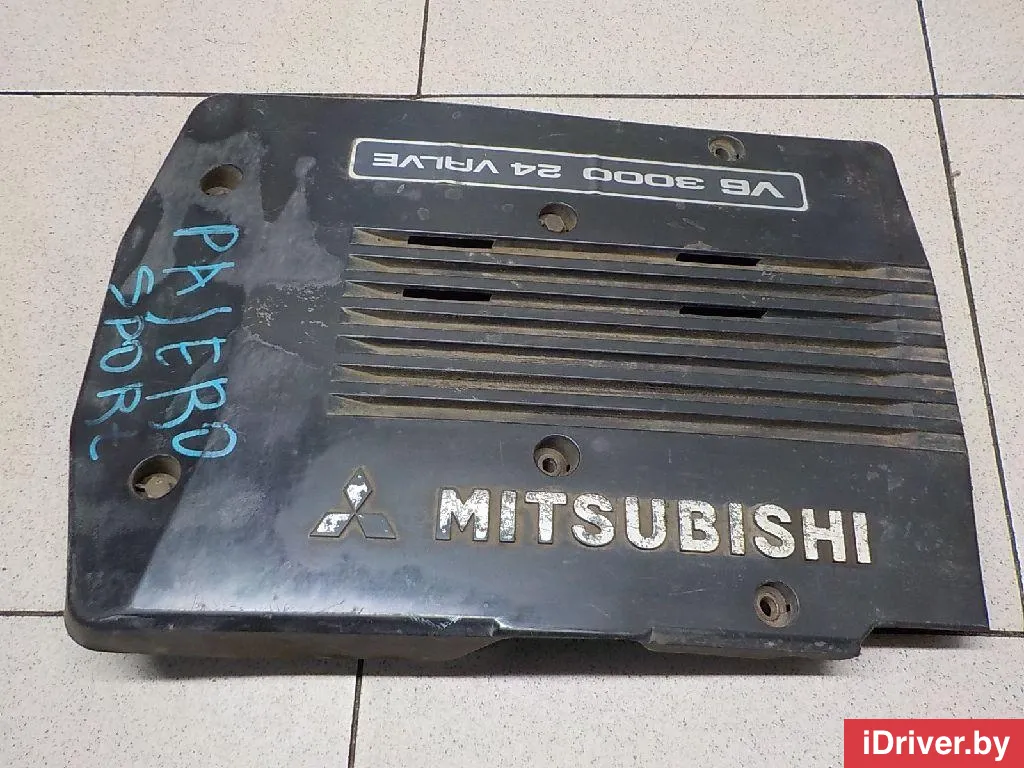 V6 3000 24 VALVE
PAJERO
SPORt
MITSUBISHI
iDriver.by